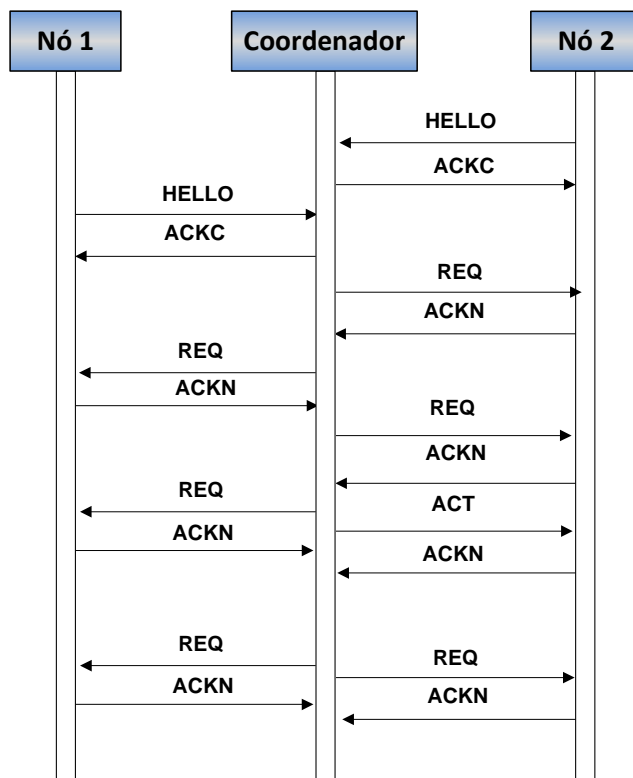 Nó 1
Coordenador
Nó 2
HELLO
ACKC
HELLO
ACKC
REQ
ACKN
REQ
ACKN
REQ
ACKN
REQ
ACT
ACKN
ACKN
REQ
REQ
ACKN
ACKN